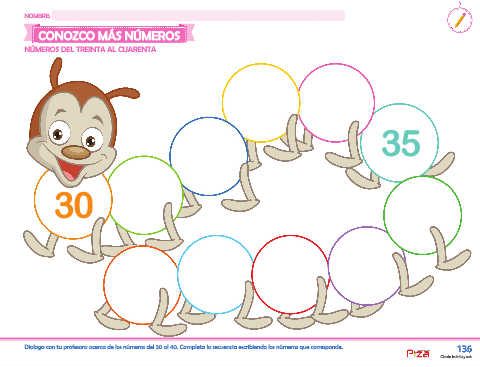 NOMBRE:
CONOZCO MÁS NÚMEROS
NÚMEROS DEL TREINTA AL CUARENTA
35
30
Dialoga con tu profesora acerca de los números del 30 al 40. Completa la secuencia escribiendo los números que corresponde.
136